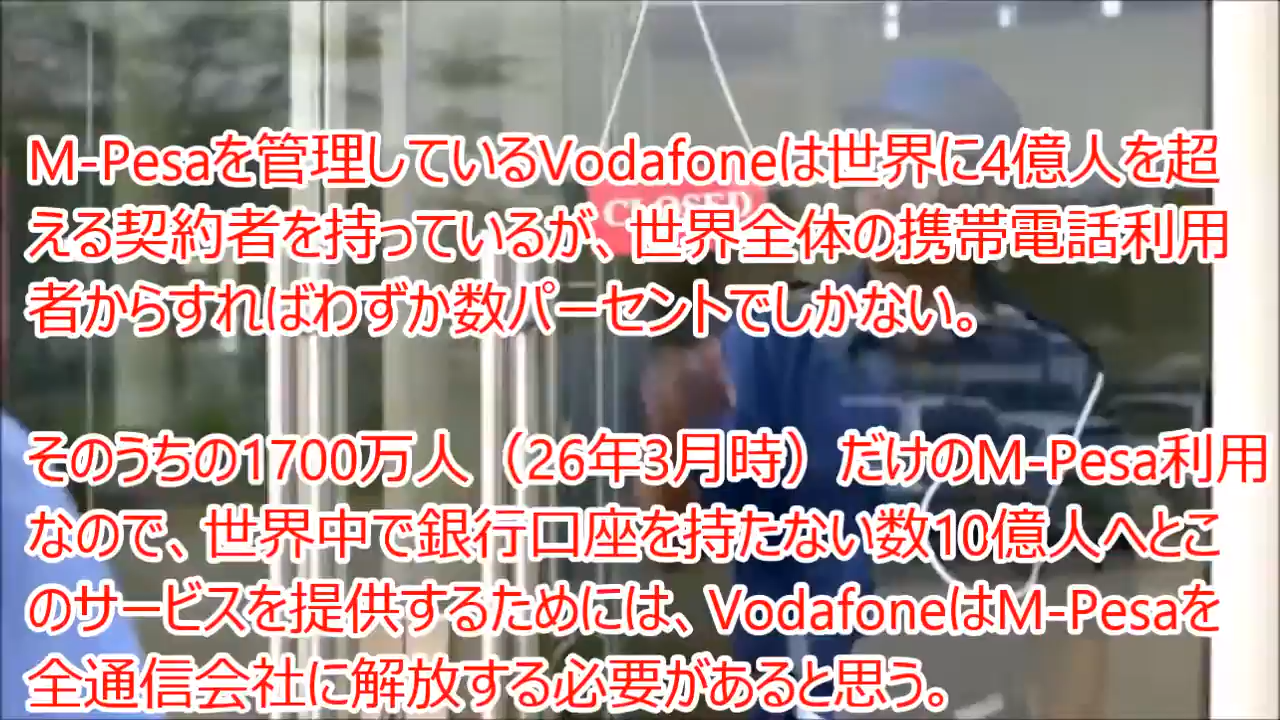 M-Pesaを管理しているVodafoneは世界に4億人を超
える契約者を持っているが、世界全体の携帯電話利用
者からすればわずか数パーセントでしかない。
そのうちの1700万人（26年3月時）だけのM-Pesa利用
なので、世界中で銀行口座を持たない数10億人へとこ
のサービスを提供するためには、VodafoneはM-Pesaを
全通信会社に解放する必要があると思う。
CLOSED